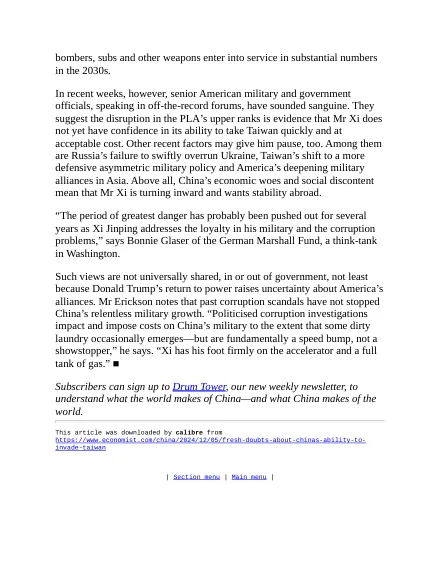 bombers, subs and other weapons enter into service in substantial numbers
in the 2030s.
In recent weeks, however, senior American military and government
officials, speaking in off-the-record forums, have sounded sanguine. They
suggest the disruption in the PLA’s upper ranks is evidence that Mr Xi does
not yet have confidence in its ability to take Taiwan quickly and at
acceptable cost. Other recent factors may give him pause, too. Among them
are Russia’s failure to swiftly overrun Ukraine, Taiwan’s shift to a more
defensive asymmetric military policy and America’s deepening military
alliances in Asia. Above all, China’s economic woes and social discontent
mean that Mr Xi is turning inward and wants stability abroad.
“The period of greatest danger has probably been pushed out for several
years as Xi Jinping addresses the loyalty in his military and the corruption
problems,” says Bonnie Glaser of the German Marshall Fund, a think-tank
in Washington.
Such views are not universally shared, in or out of government, not least
because Donald Trump’s return to power raises uncertainty about America’s
alliances. Mr Erickson notes that past corruption scandals have not stopped
China’s relentless military growth. “Politicised corruption investigations
impact and impose costs on China’s military to the extent that some dirty
laundry occasionally emerges—but are fundamentally a speed bump, not a
showstopper,” he says. “Xi has his foot firmly on the accelerator and a full
tank of gas.” ■
Subscribers can sign up to Drum Tower, our new weekly newsletter, to
understand what the world makes of China—and what China makes of the
world.
This article was downloaded by calibre from
https://www.economist.com/china/2024/12/05/fresh-doubts-about-chinas-ability-to-
invade-taiwan
| Section menu | Main menu |